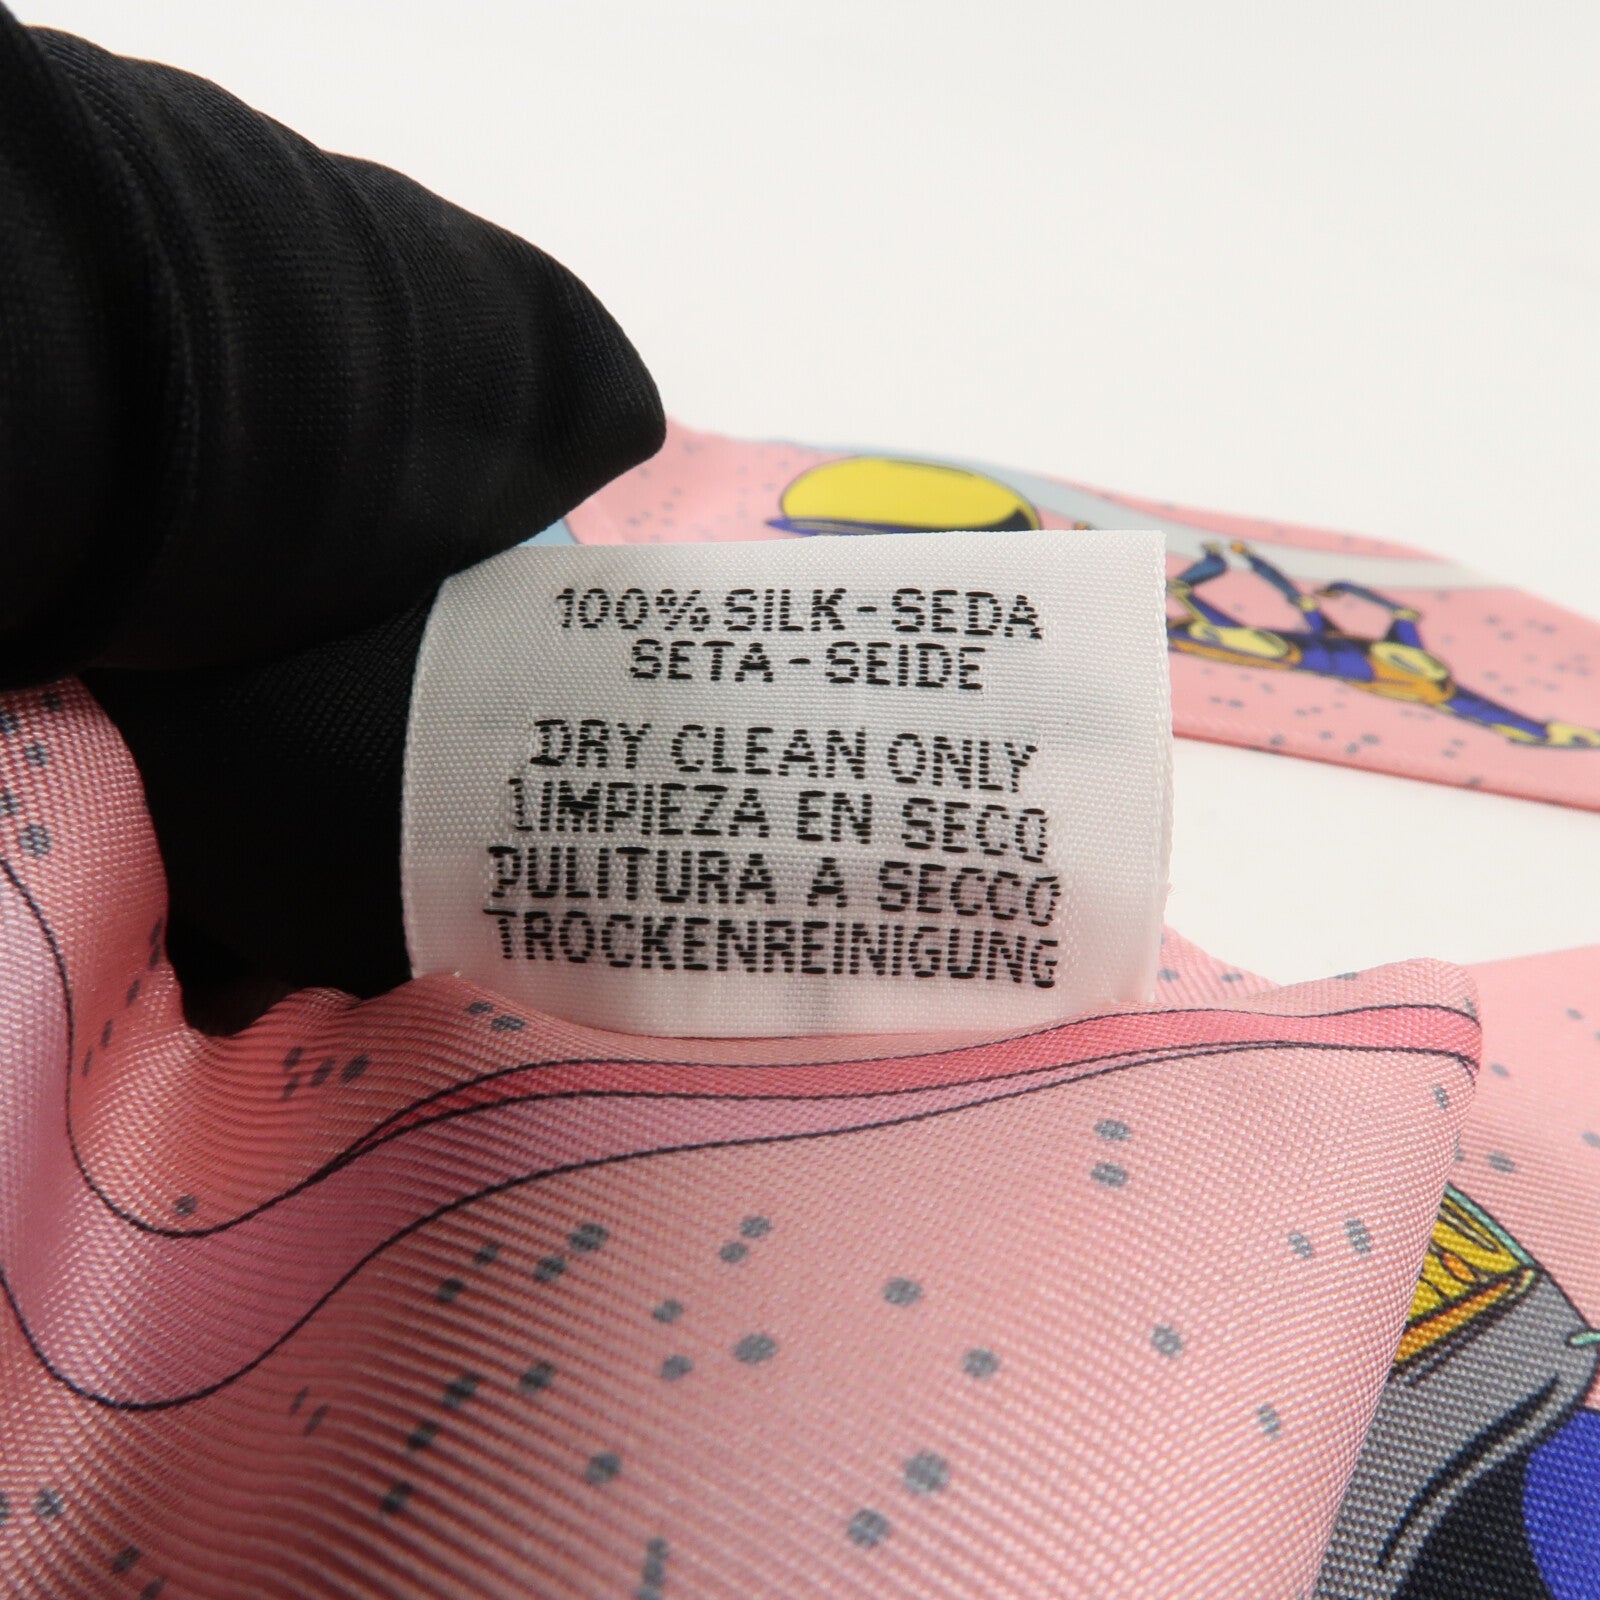 100% SILK - SEDA
SETA - SEIDE
DRY CLEAN ONLY
LIMPIEZA EN SECO
PULITURA A SECCO
TROCKENREINIGUNG